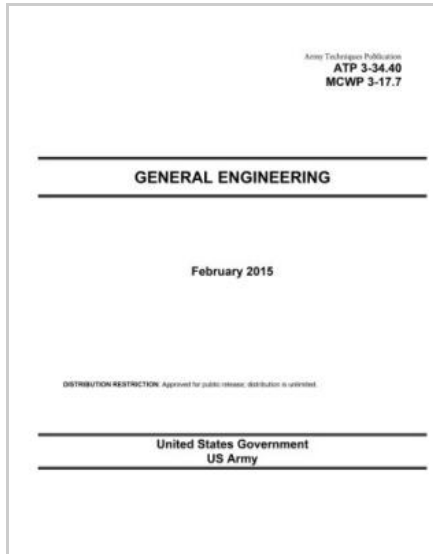 Army Techniques Publication
ATP 3-34.40
MCWP 3-17.7
GENERAL ENGINEERING
February 2015
DISTRIBUTION RESTRICTION: Approved for public release; distribution is unlimited.
United States Government
US Army